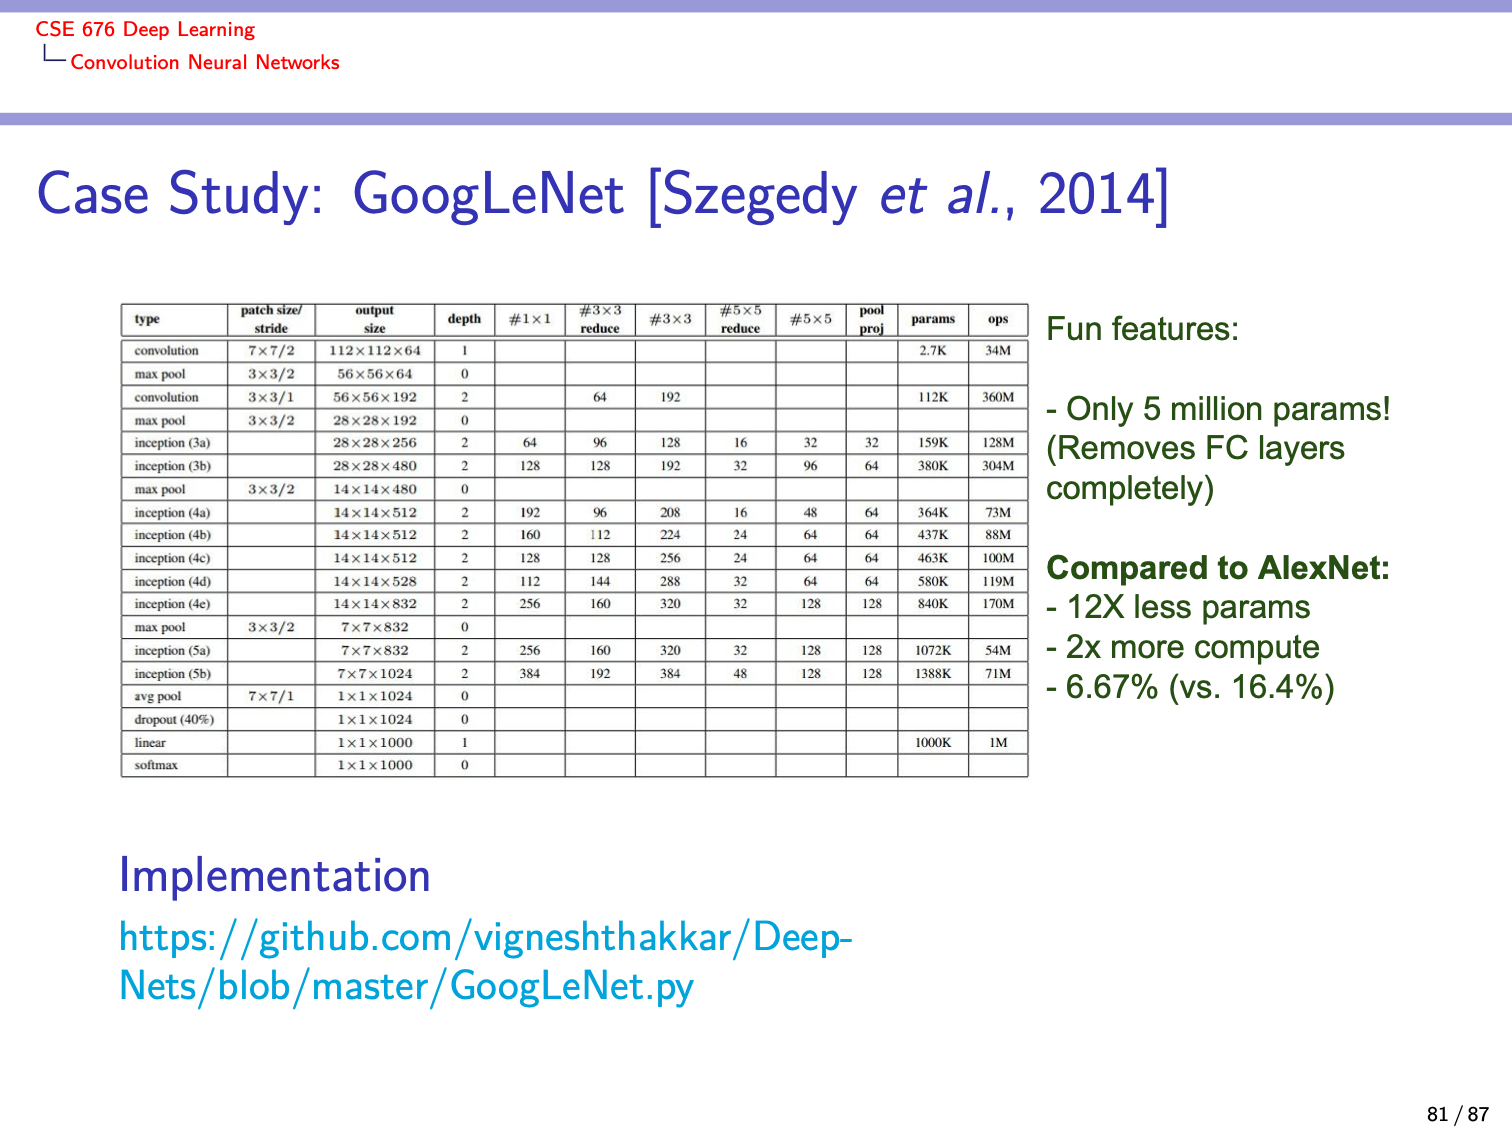 CSE 676 Deep Learning
Convolution Neural Networks
Case Study: GoogLeNet [Szegedy et al., 2014]
type patch size/stride output size depth #1×1 #3×3 reduce #3×3 #5×5 reduce #5×5 pool proj params ops
convolution 7×7/2 112×112×64 1 2.7K 34M
max pool 3×3/2 56×56×64 0
convolution 3×3/1 56×56×192 2 64 192 112K 360M
max pool 3×3/2 28×28×192 0
inception (3a) 28×28×256 2 64 96 128 16 32 32 159K 128M
inception (3b) 28×28×480 2 128 128 192 32 96 64 380K 304M
max pool 3×3/2 14×14×480 0
inception (4a) 14×14×512 2 192 96 208 16 48 64 364K 73M
inception (4b) 14×14×512 2 160 112 224 24 64 64 437K 88M
inception (4c) 14×14×512 2 128 128 256 24 64 64 463K 100M
inception (4d) 14×14×528 2 112 144 288 32 64 64 580K 119M
inception (4e) 14×14×832 2 256 160 320 32 128 128 840K 170M
max pool 3×3/2 7×7×832 0
inception (5a) 7×7×832 2 256 160 320 32 128 128 1072K 54M
inception (5b) 7×7×1024 2 384 192 384 48 128 128 1388K 71M
avg pool 7×7/1 1×1×1024 0
dropout (40%) 1×1×1024 0
linear 1×1×1000 1 1000K 1M
softmax 1×1×1000 0
Fun features:
- Only 5 million params!
(Removes FC layers
completely)
Compared to AlexNet:
- 12X less params
- 2x more compute
- 6.67% (vs. 16.4%)
Implementation
https://github.com/vigneshthakkar/Deep-
Nets/blob/master/GoogLeNet.py
81 / 87